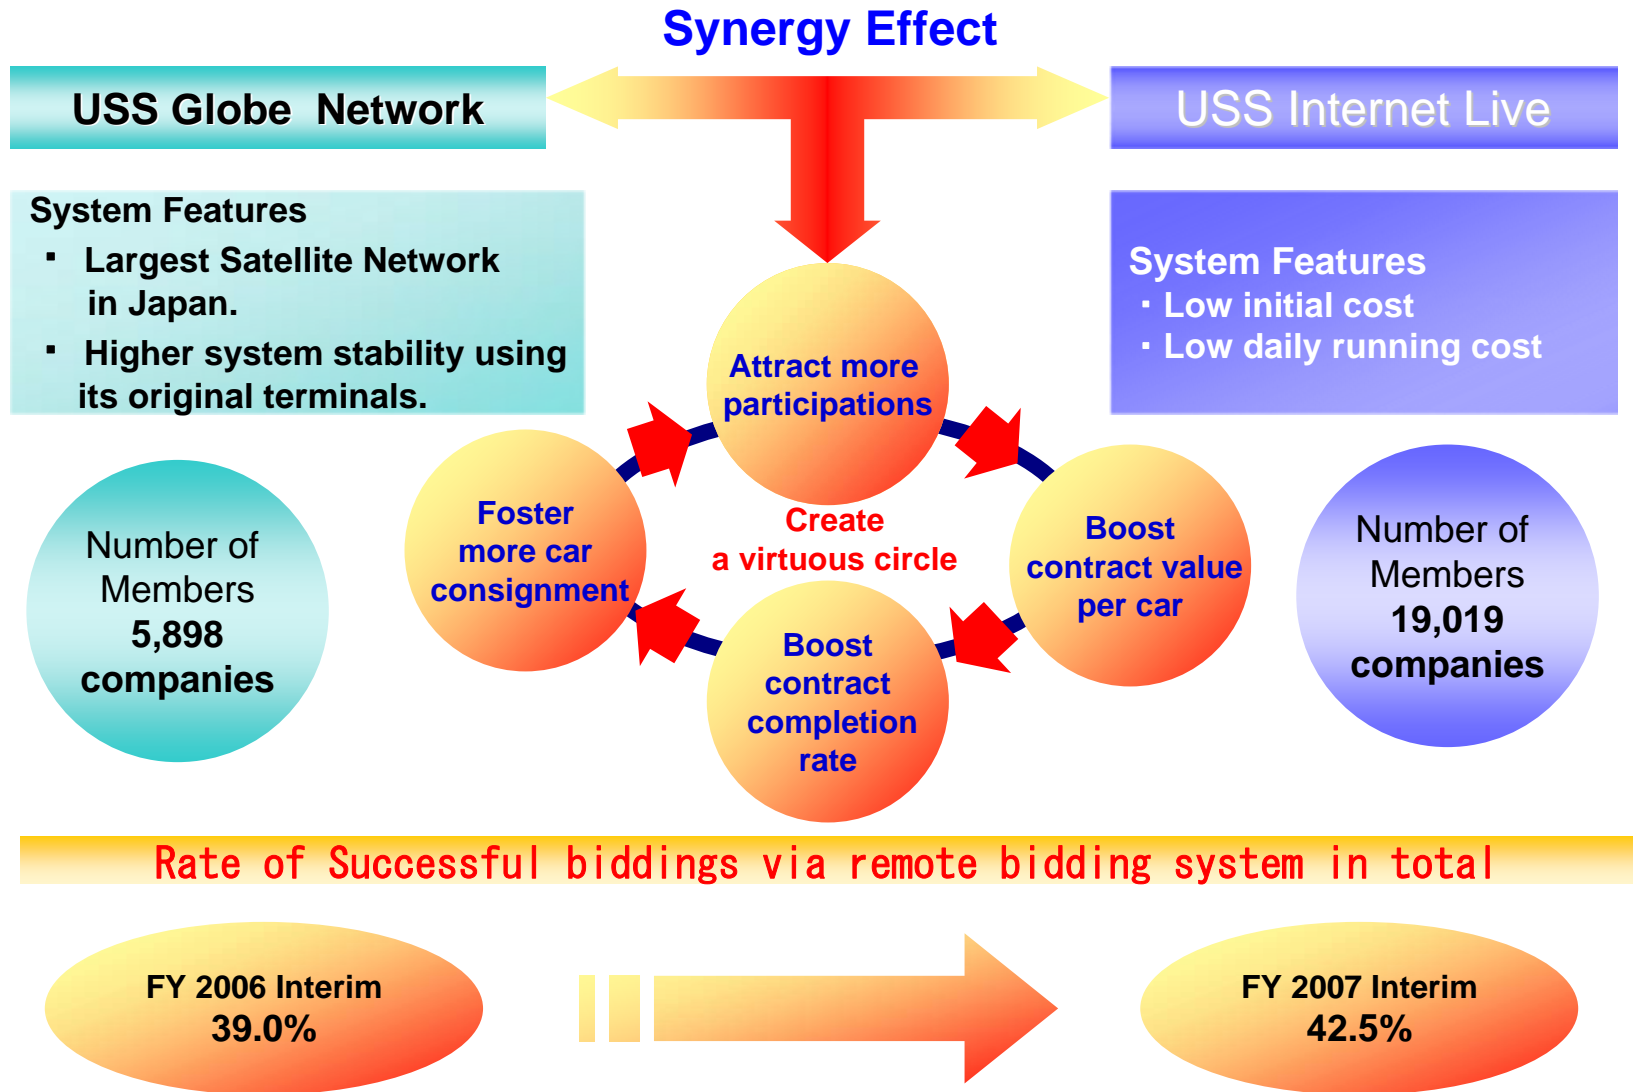 Synergy Effect
USS Globe  Network
USS Internet Live
System Features
▪ Largest Satellite Network
in Japan.
▪ Higher system stability using
its original terminals.
System Features
▪ Low initial cost
▪ Low daily running cost
Attract more
participations
Foster
more car
consignment
Create
a virtuous circle
Boost
contract value
per car
Boost
contract
completion
rate
Number of
Members
5,898
companies
Number of
Members
19,019
companies
Rate of Successful biddings via remote bidding system in total
FY 2006 Interim
39.0%
FY 2007 Interim
42.5%